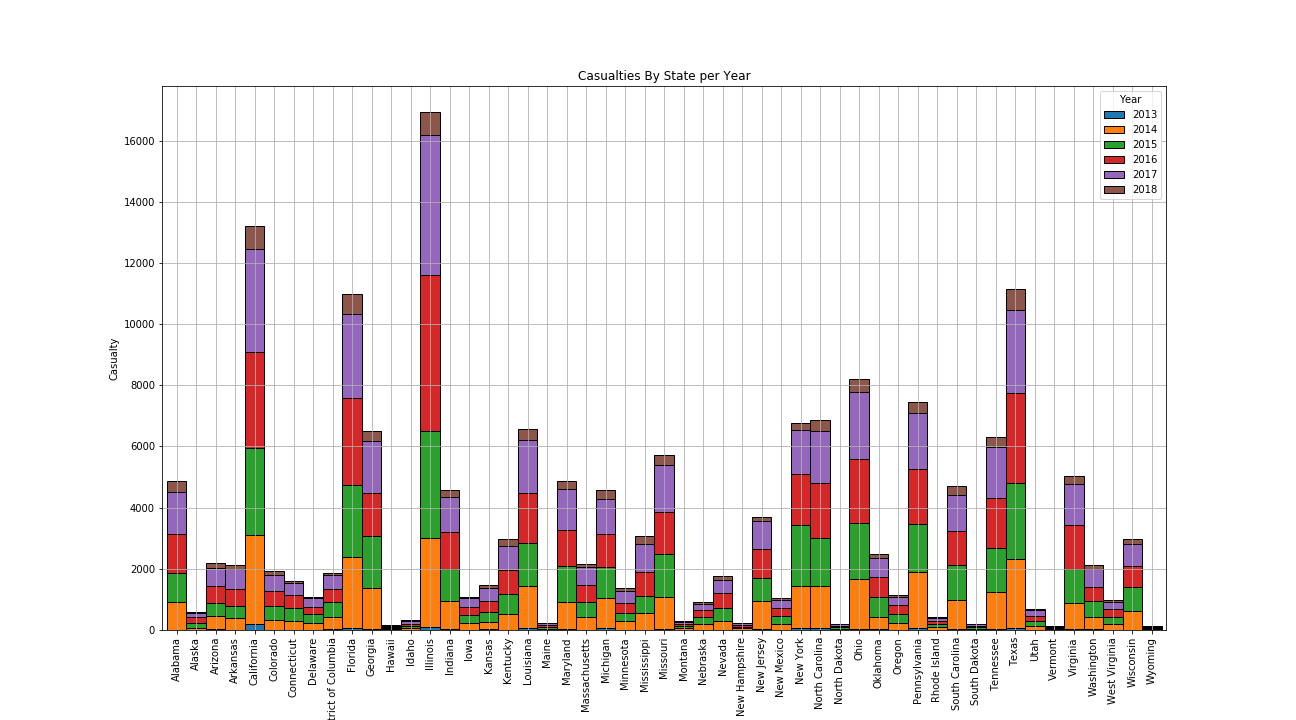 Casualties By State per Year
Year
2013
2014
2015
2016
2017
2018
Casualty
16000
14000
12000
10000
8000
6000
4000
2000
0
Alabama
Alaska
Arizona
Arkansas
California
Colorado
Connecticut
Delaware
trict of Columbia
Florida
Georgia
Hawaii
Idaho
Illinois
Indiana
Iowa
Kansas
Kentucky
Louisiana
Maine
Maryland
Massachusetts
Michigan
Minnesota
Mississippi
Missouri
Montana
Nebraska
Nevada
New Hampshire
New Jersey
New Mexico
New York
North Carolina
North Dakota
Ohio
Oklahoma
Oregon
Pennsylvania
Rhode Island
South Carolina
South Dakota
Tennessee
Texas
Utah
Vermont
Virginia
Washington
West Virginia
Wisconsin
Wyoming